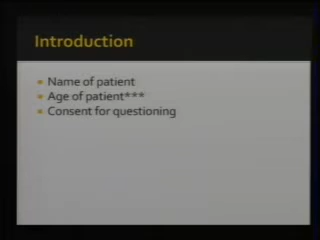 Introduction
Name of patient
Age of patient***
Consent for questioning